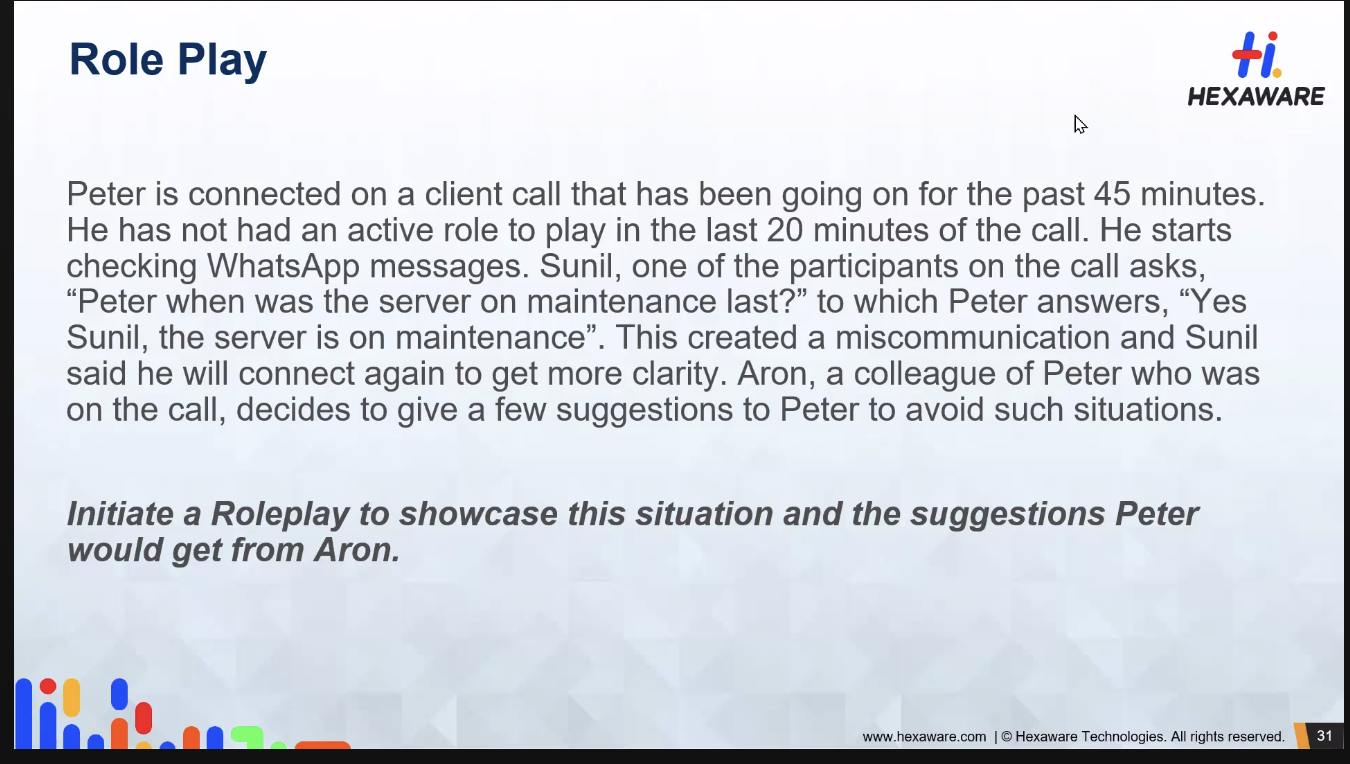 Role Play
HEXAWARE
Peter is connected on a client call that has been going on for the past 45 minutes.
He has not had an active role to play in the last 20 minutes of the call. He starts
checking WhatsApp messages. Sunil, one of the participants on the call asks,
“Peter when was the server on maintenance last?” to which Peter answers, “Yes
Sunil, the server is on maintenance”. This created a miscommunication and Sunil
said he will connect again to get more clarity. Aron, a colleague of Peter who was
on the call, decides to give a few suggestions to Peter to avoid such situations.
Initiate a Roleplay to showcase this situation and the suggestions Peter
would get from Aron.
www.hexaware.com | © Hexaware Technologies. All rights reserved. 31